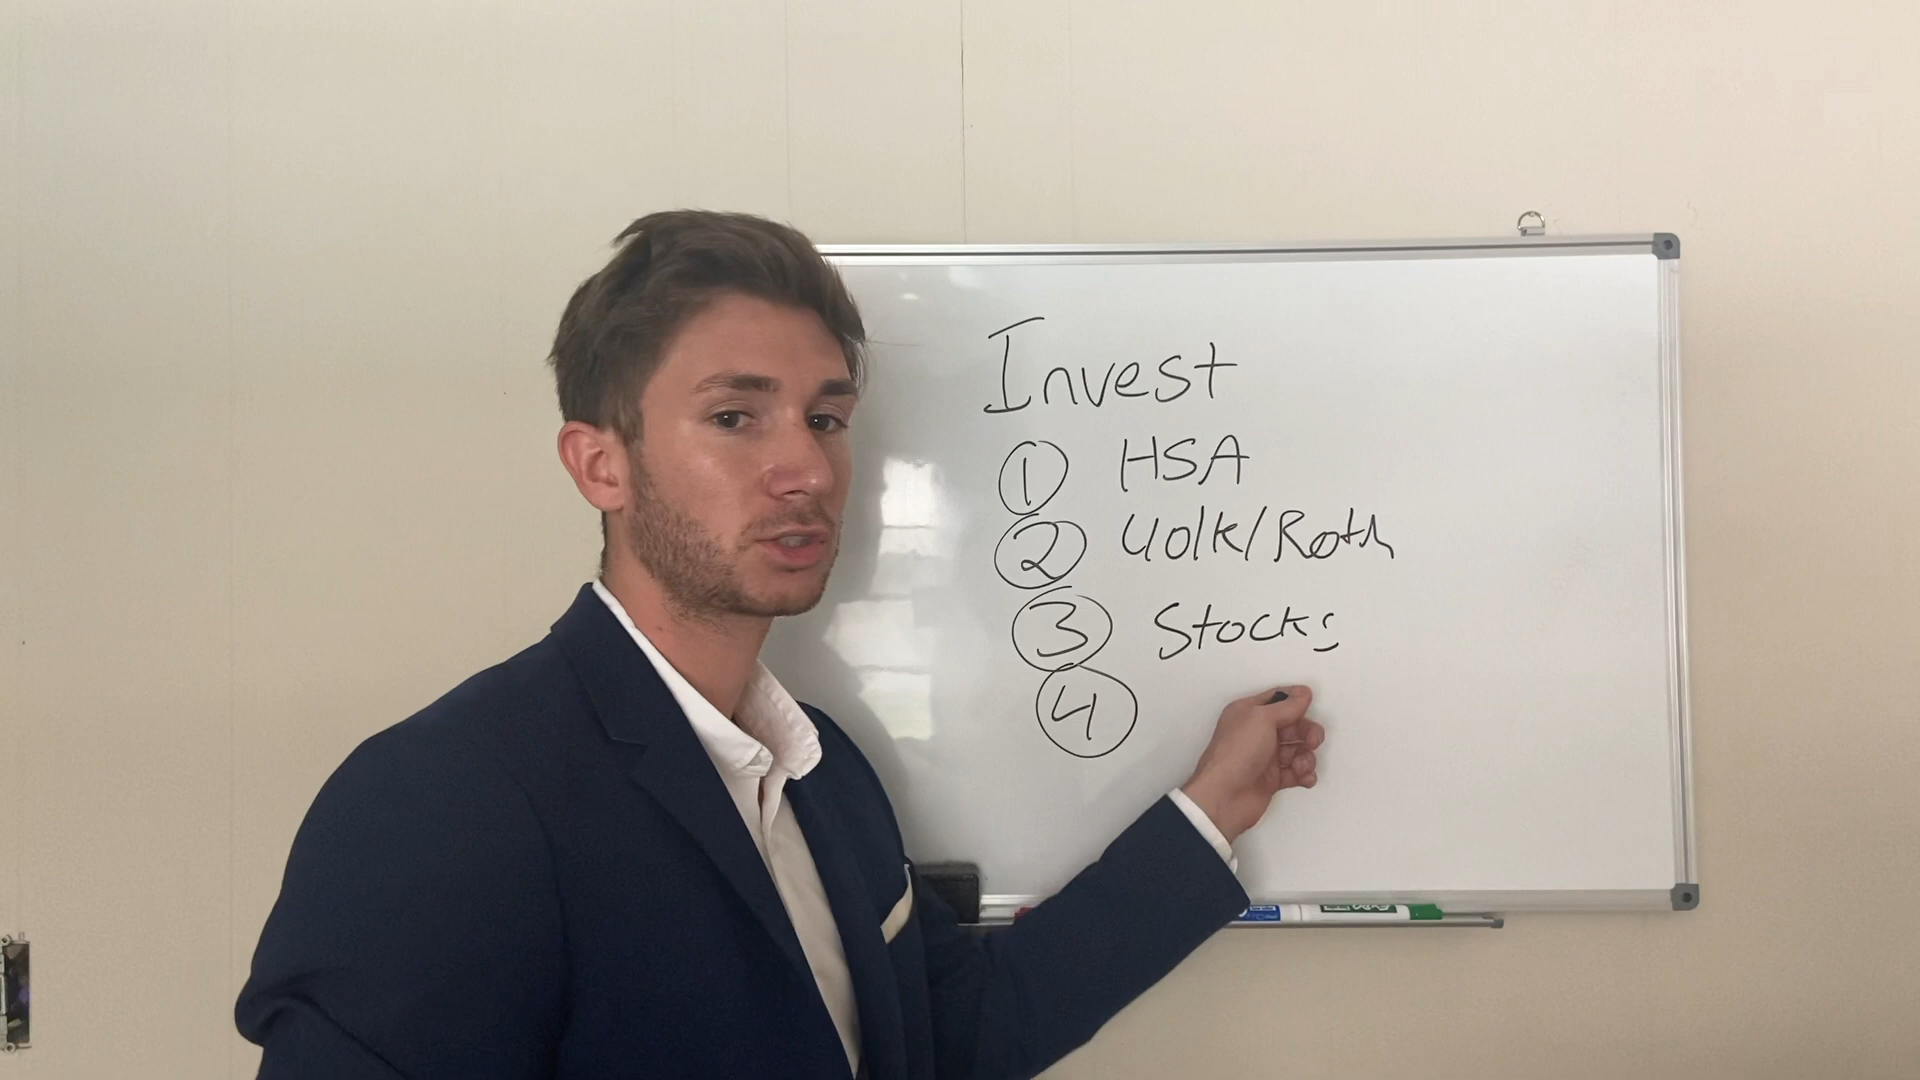 Invest
① HSA
② 401k/Roth
③ Stocks
④